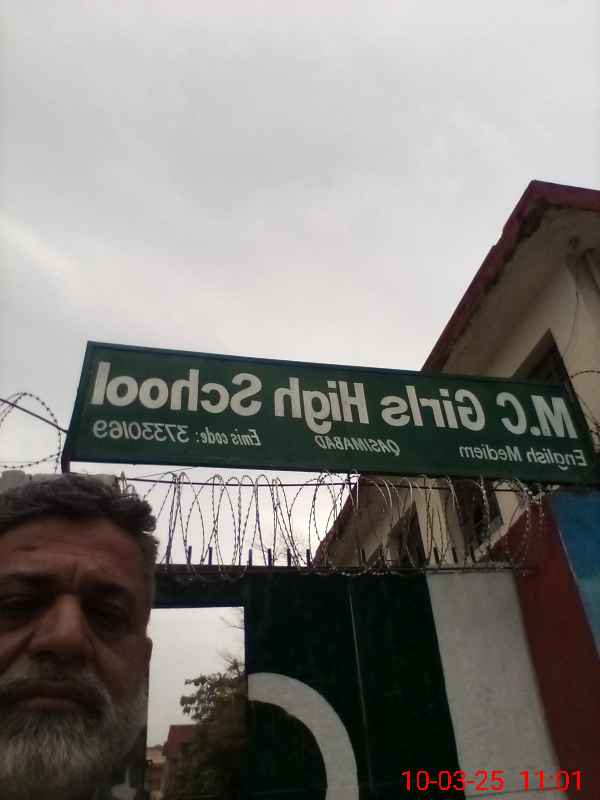 M.C Girls High School
English Mediem QASIMABAD Emis code: 37330169
10-03-25 11:01